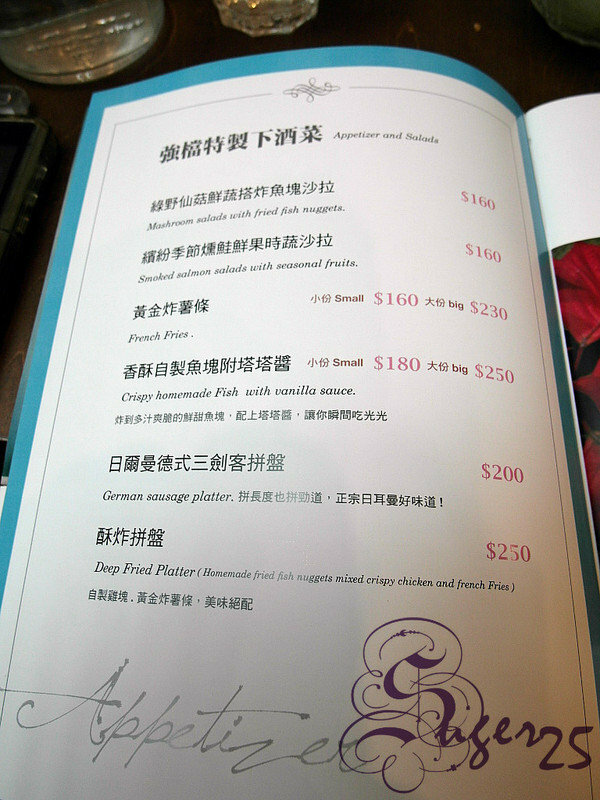 強檔特製下酒菜 Appetizer and Salads
綠野仙菇鮮蔬搭炸魚塊沙拉 $160
Mashroom salads with fried fish nuggets.
繽紛季節燻鮭鮮果時蔬沙拉 $160
Smoked salmon salads with seasonal fruits.
黃金炸薯條 小份 Small $160 大份 big $230
French Fries .
香酥自製魚塊附塔塔醬 小份 Small $180 大份 big $250
Crispy homemade Fish with vanilla sauce.
炸到多汁爽脆的鮮甜魚塊，配上塔塔醬，讓你瞬間吃光光
日爾曼德式三劍客拼盤 $200
German sausage platter. 拼長度也拼勁道，正宗日耳曼好味道！
酥炸拼盤 $250
Deep Fried Platter ( Homemade fried fish nuggets mixed crispy chicken and french Fries )
自製雞塊 . 黃金炸薯條，美味絕配
Appetizer
Suger25